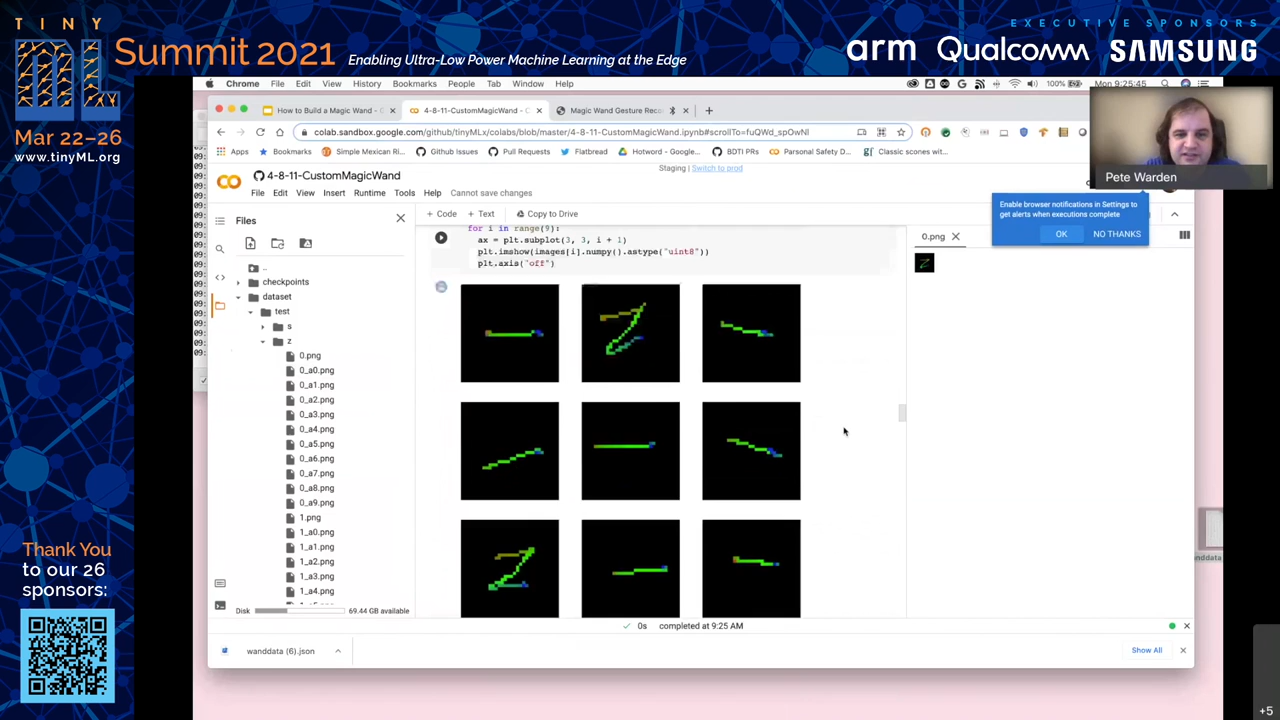 TINY
ML
Summit 2021
Enabling Ultra-Low Power Machine Learning at the Edge
EXECUTIVE SPONSORS
arm Qualcomm SAMSUNG
Mar 22–26
www.tinyML.org
Thank You
to our 26
sponsors:
Chrome File Edit View History Bookmarks People Tab Window Help
100%
Mon 9:25:45
How to Build a Magic Wand - G
4-8-11-CustomMagicWand - C
Magic Wand Gesture Reco
colab.sandbox.google.com/github/tinyMLx/colabs/blob/master/4-8-11-CustomMagicWand.ipynb#scrollTo=fuQWd_spOwNl
Apps Bookmarks Simple Mexican Ri... Github Issues Pull Requests Flatbread Hotword - Google... BDTI PRs Personal Safety D... Classic scones wit...
Pete Warden
Staging | Switch to prod
4-8-11-CustomMagicWand
File Edit View Insert Runtime Tools Help Cannot save changes
Enable browser notifications in Settings to
get alerts when executions complete
OK NO THANKS
Files
+ Code + Text Copy to Drive
0.png
for i in range(9):
ax = plt.subplot(3, 3, i + 1)
plt.imshow(images[i].numpy().astype("uint8"))
plt.axis("off")
..
checkpoints
dataset
test
s
z
0.png
0_a0.png
0_a1.png
0_a2.png
0_a3.png
0_a4.png
0_a5.png
0_a6.png
0_a7.png
0_a8.png
0_a9.png
1.png
1_a0.png
1_a1.png
1_a2.png
1_a3.png
1_a4.png
Disk 69.44 GB available
0s completed at 9:25 AM
wanddata (6).json
Show All
wanddata
+5